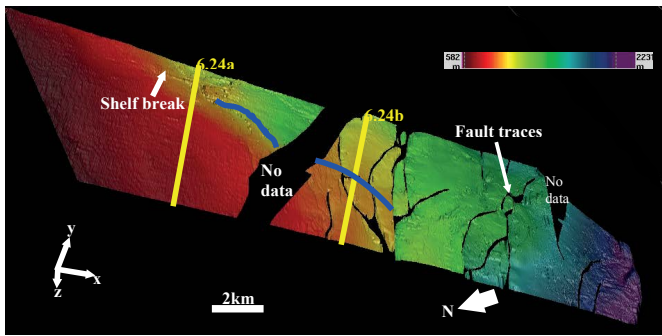 6.24a
582
m
2231
m
Shelf break
6.24b
Fault traces
No
data
No
data
y
x
z
2km
N